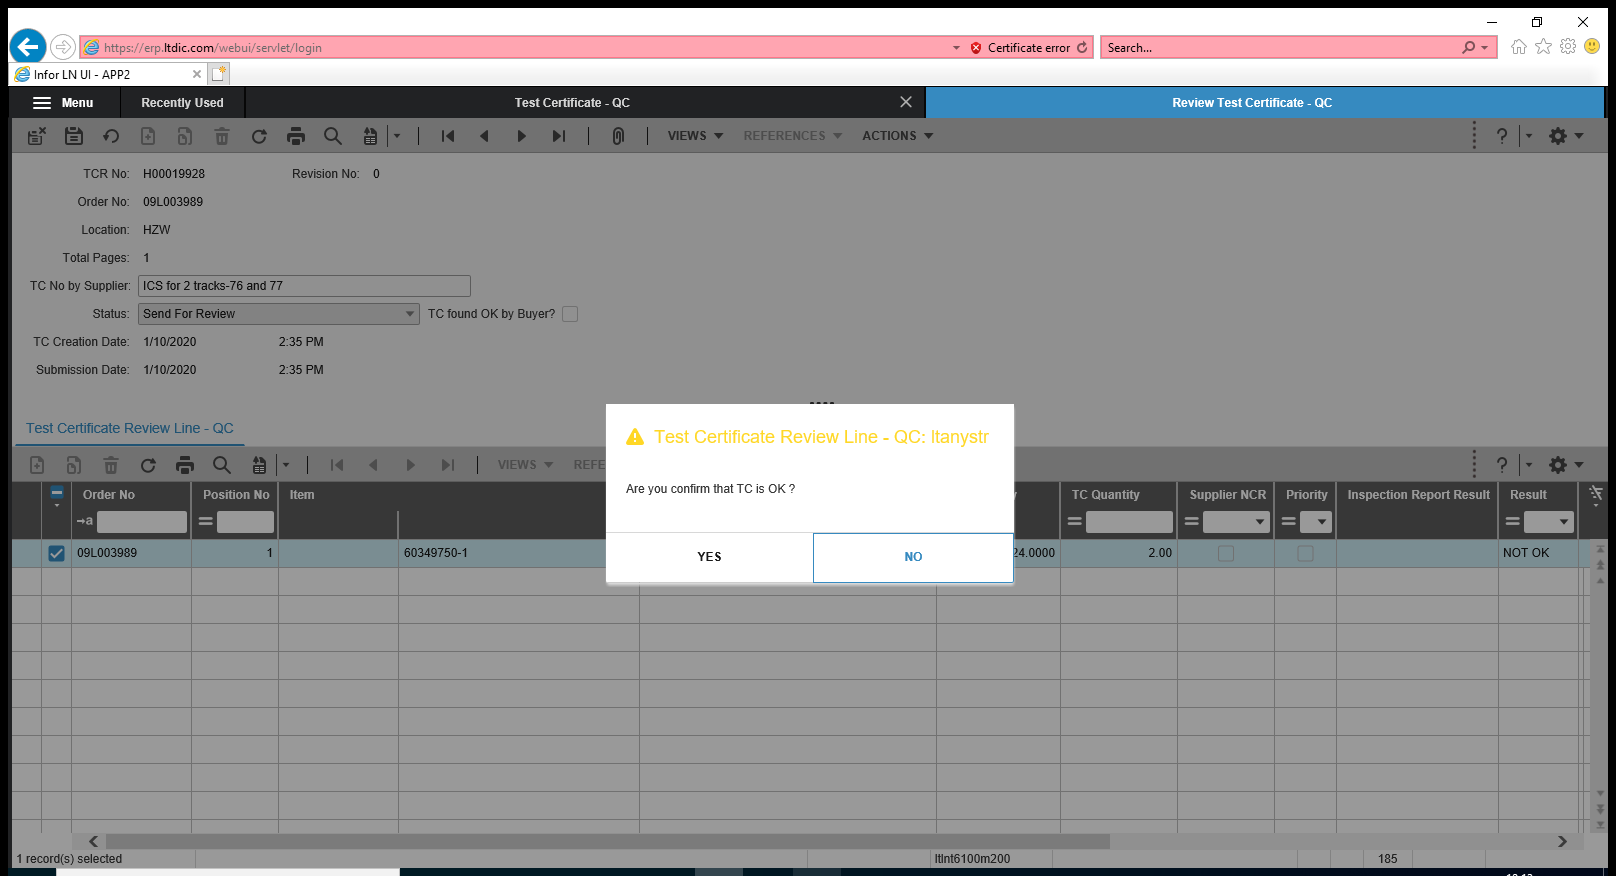 https://erp.ltdic.com/webui/servlet/login
Certificate error
Search...
Infor LN UI - APP2
Menu
Recently Used
Test Certificate - QC
Review Test Certificate - QC
VIEWS
REFERENCES
ACTIONS
TCR No: H00019928 Revision No: 0
Order No: 09L003989
Location: HZW
Total Pages: 1
TC No by Supplier: ICS for 2 tracks-76 and 77
Status: Send For Review TC found OK by Buyer?
TC Creation Date: 1/10/2020 2:35 PM
Submission Date: 1/10/2020 2:35 PM
Test Certificate Review Line - QC
VIEWS
REFE
Test Certificate Review Line - QC: ltanystr
Are you confirm that TC is OK ?
YES
NO
Order No Position No Item TC Quantity Supplier NCR Priority Inspection Report Result Result
09L003989 1 60349750-1 24.0000 2.00 NOT OK
1 record(s) selected
ltlnt6100m200
185